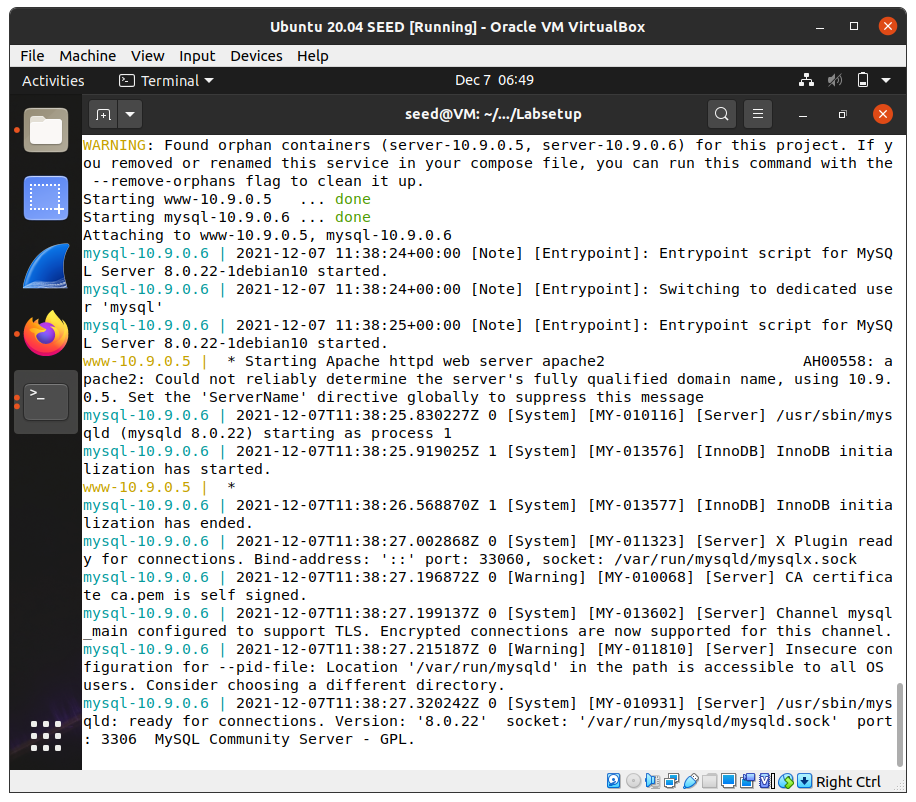 Ubuntu 20.04 SEED [Running] - Oracle VM VirtualBox
File Machine View Input Devices Help
Activities Terminal Dec 7 06:49
seed@VM: ~/.../Labsetup
WARNING: Found orphan containers (server-10.9.0.5, server-10.9.0.6) for this project. If y
ou removed or renamed this service in your compose file, you can run this command with the
 --remove-orphans flag to clean it up.
Starting www-10.9.0.5   ... done
Starting mysql-10.9.0.6 ... done
Attaching to www-10.9.0.5, mysql-10.9.0.6
mysql-10.9.0.6 | 2021-12-07 11:38:24+00:00 [Note] [Entrypoint]: Entrypoint script for MySQ
L Server 8.0.22-1debian10 started.
mysql-10.9.0.6 | 2021-12-07 11:38:24+00:00 [Note] [Entrypoint]: Switching to dedicated use
r 'mysql'
mysql-10.9.0.6 | 2021-12-07 11:38:25+00:00 [Note] [Entrypoint]: Entrypoint script for MySQ
L Server 8.0.22-1debian10 started.
www-10.9.0.5 |  * Starting Apache httpd web server apache2                      AH00558: a
pache2: Could not reliably determine the server's fully qualified domain name, using 10.9.
0.5. Set the 'ServerName' directive globally to suppress this message
mysql-10.9.0.6 | 2021-12-07T11:38:25.830227Z 0 [System] [MY-010116] [Server] /usr/sbin/mys
qld (mysqld 8.0.22) starting as process 1
mysql-10.9.0.6 | 2021-12-07T11:38:25.919025Z 1 [System] [MY-013576] [InnoDB] InnoDB initia
lization has started.
www-10.9.0.5 |  *
mysql-10.9.0.6 | 2021-12-07T11:38:26.568870Z 1 [System] [MY-013577] [InnoDB] InnoDB initia
lization has ended.
mysql-10.9.0.6 | 2021-12-07T11:38:27.002868Z 0 [System] [MY-011323] [Server] X Plugin read
y for connections. Bind-address: '::' port: 33060, socket: /var/run/mysqld/mysqlx.sock
mysql-10.9.0.6 | 2021-12-07T11:38:27.196872Z 0 [Warning] [MY-010068] [Server] CA certifica
te ca.pem is self signed.
mysql-10.9.0.6 | 2021-12-07T11:38:27.199137Z 0 [System] [MY-013602] [Server] Channel mysql
_main configured to support TLS. Encrypted connections are now supported for this channel.
mysql-10.9.0.6 | 2021-12-07T11:38:27.215187Z 0 [Warning] [MY-011810] [Server] Insecure con
figuration for --pid-file: Location '/var/run/mysqld' in the path is accessible to all OS
users. Consider choosing a different directory.
mysql-10.9.0.6 | 2021-12-07T11:38:27.320242Z 0 [System] [MY-010931] [Server] /usr/sbin/mys
qld: ready for connections. Version: '8.0.22'  socket: '/var/run/mysqld/mysqld.sock'  port
: 3306  MySQL Community Server - GPL.
Right Ctrl